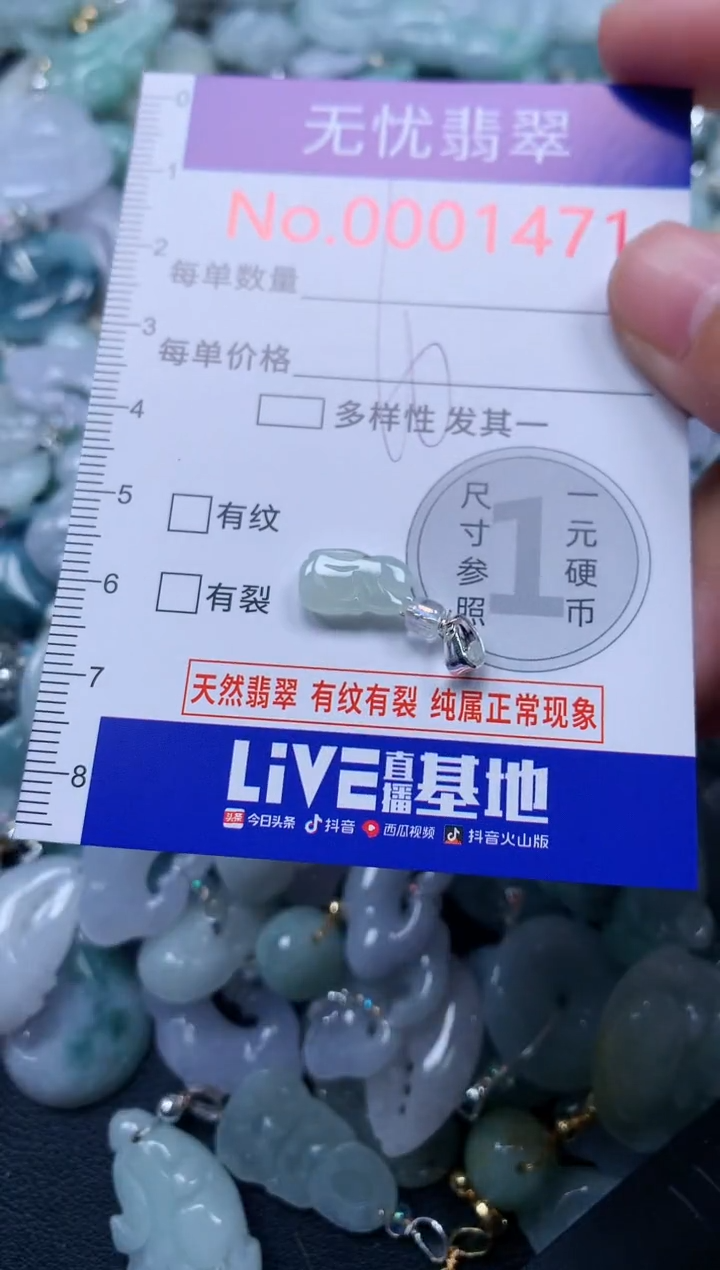 无忧翡翠
No.0001471
每单数量
每单价格
多样性 发其一
有纹
有裂
尺寸参照
1
一元硬币
天然翡翠 有纹有裂 纯属正常现象
LiVE直播基地
头条 今日头条 抖音 西瓜视频 抖音火山版
0
1
2
3
4
5
6
7
8